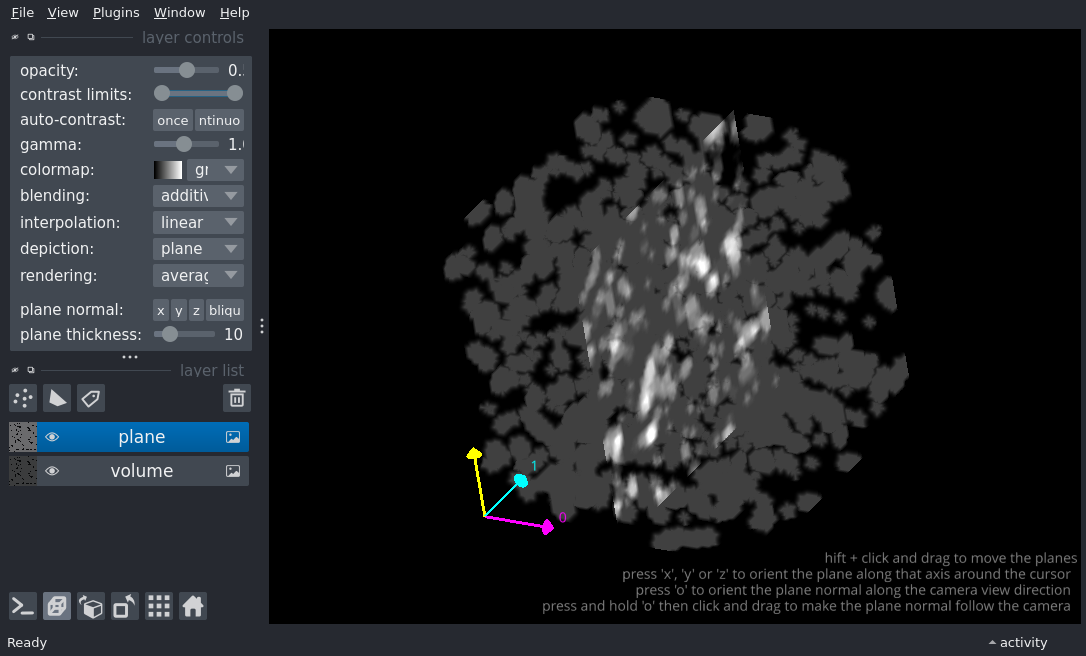 File View Plugins Window Help
layer controls
opacity: 0.
contrast limits:
auto-contrast: once ntinuo
gamma: 1.
colormap: gr
blending: additiv
interpolation: linear
depiction: plane
rendering: averag
plane normal: x y z bliqu
plane thickness: 10
layer list
plane
volume
1
0
hift + click and drag to move the planes
press 'x', 'y' or 'z' to orient the plane along that axis around the cursor
press 'o' to orient the plane normal along the camera view direction
press and hold 'o' then click and drag to make the plane normal follow the camera
Ready activity